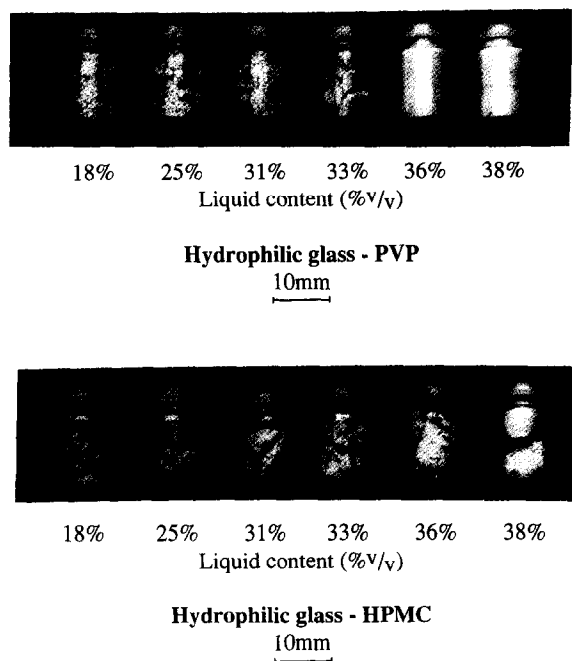 18% 25% 31% 33% 36% 38%
Liquid content (%v/v)
Hydrophilic glass - PVP
10mm
18% 25% 31% 33% 36% 38%
Liquid content (%v/v)
Hydrophilic glass - HPMC
10mm